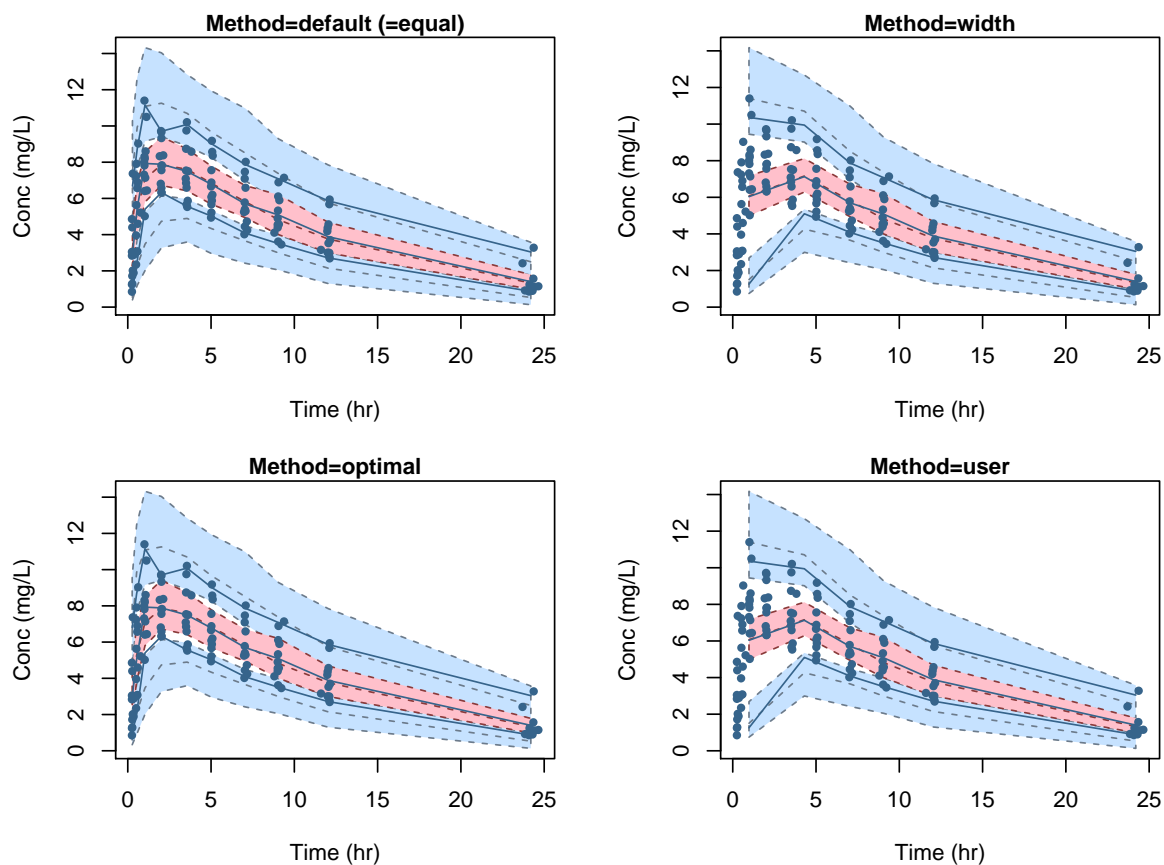 Method=default (=equal)
Conc (mg/L)
0 2 4 6 8 12
0 5 10 15 20 25
Time (hr)
Method=width
Conc (mg/L)
0 2 4 6 8 12
0 5 10 15 20 25
Time (hr)
Method=optimal
Conc (mg/L)
0 2 4 6 8 12
0 5 10 15 20 25
Time (hr)
Method=user
Conc (mg/L)
0 2 4 6 8 12
0 5 10 15 20 25
Time (hr)